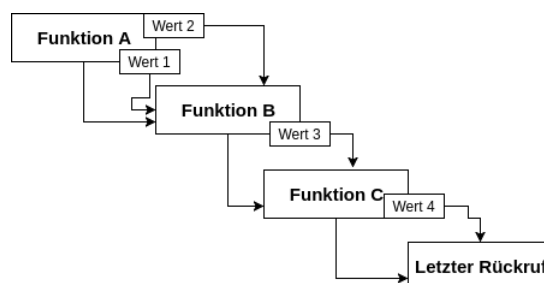 Wert 2
Funktion A
Wert 1
Funktion B
Wert 3
Funktion C
Wert 4
Letzter Rückruf